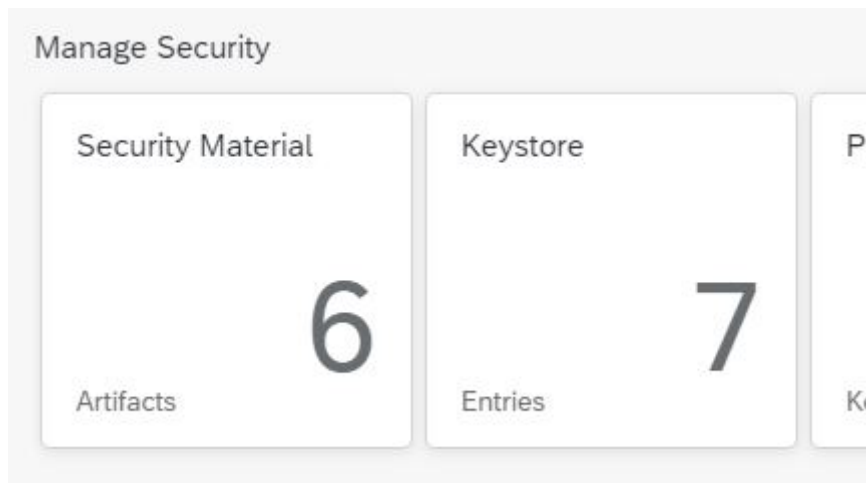 Manage Security
Security Material
6
Artifacts
Keystore
7
Entries